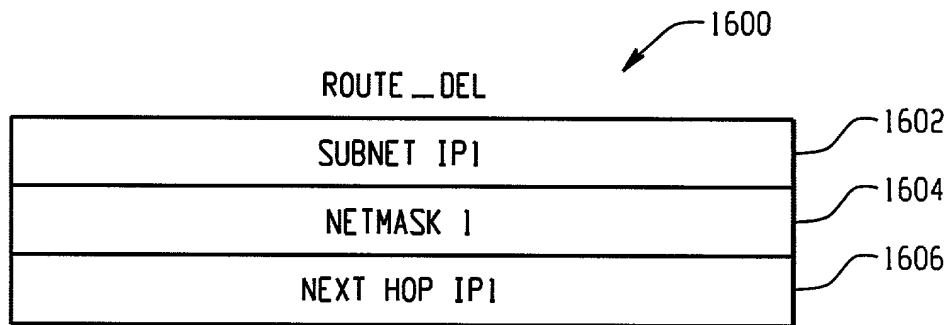 1600
ROUTE_DEL
SUBNET IP1
1602
NETMASK 1
1604
NEXT HOP IP1
1606